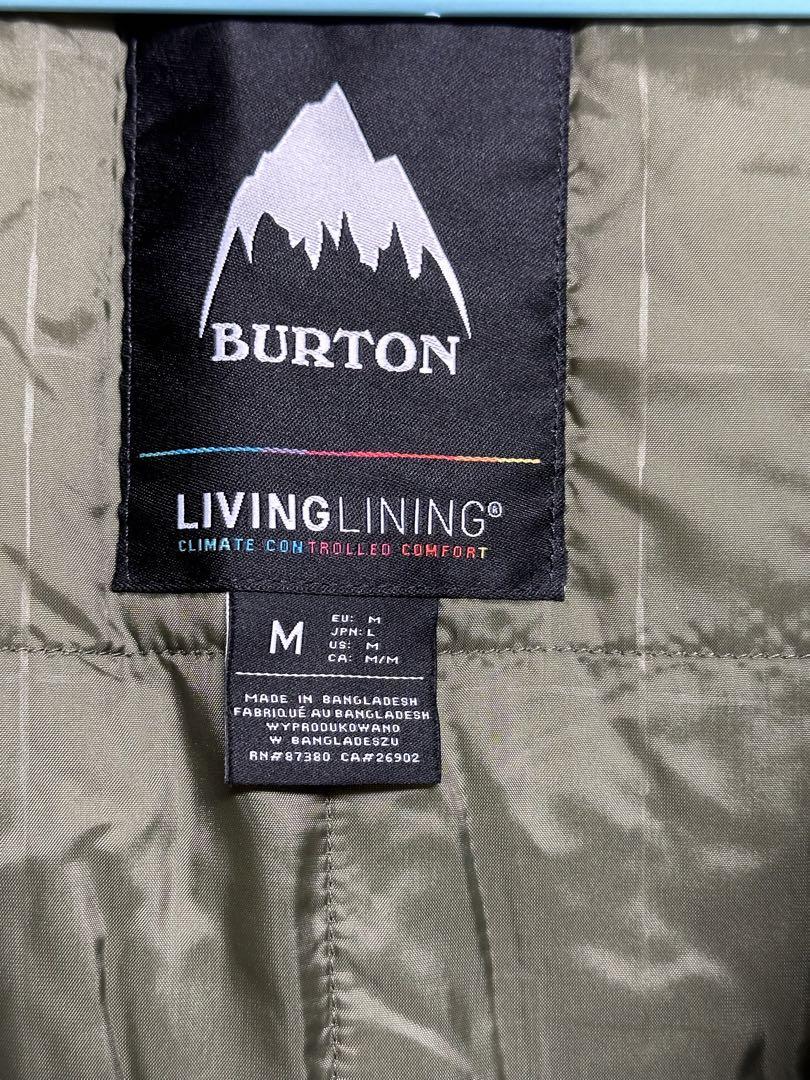 BURTON
LIVINGLINING®
CLIMATE CONTROLLED COMFORT
M
EU: M
JPN: L
US: M
CA: M/M
MADE IN BANGLADESH
FABRIQUÉ AU BANGLADESH
WYPRODUKOWANO
W BANGLADESZU
RN#87380 CA#26902